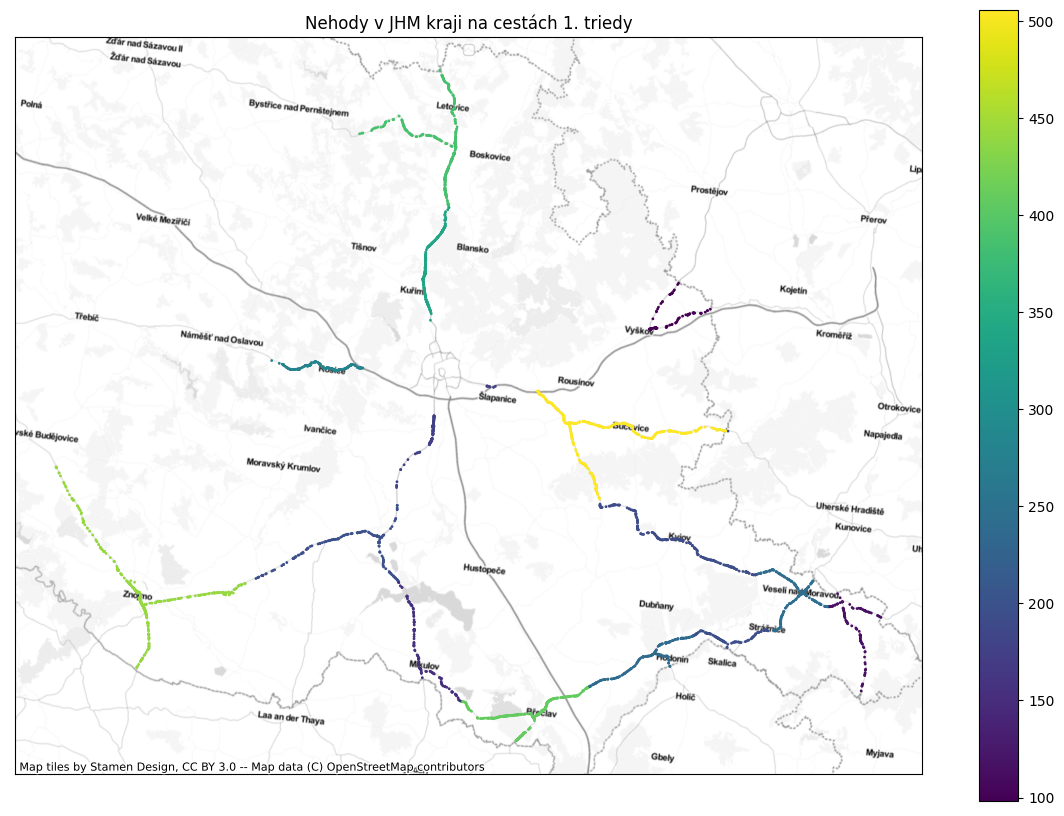 Nehody v JHM kraji na cestách 1. triedy
Žďár nad Sázavou II
Žďár nad Sázavou
Polná
Bystřice nad Pernštejnem
Letovice
Boskovice
Lip
Prostějov
Přerov
Velké Meziříčí
Tišnov
Blansko
Kuřim
Kojetín
Třebíč
Vyškov
Kroměříž
Náměšť nad Oslavou
Rosice
Rousínov
Šlapanice
Otrokovice
Ivančice
Bučovice
Napajedla
vské Budějovice
Moravský Krumlov
Uherské Hradiště
Kunovice
Kyjov
Uh
Hustopeče
Znojmo
Veselí nad Moravou
Dubňany
Strážnice
Mikulov
Hodonín
Skalica
Holíč
Břeclav
Laa an der Thaya
Gbely
Myjava
Map tiles by Stamen Design, CC BY 3.0 -- Map data (C) OpenStreetMap contributors
500
450
400
350
300
250
200
150
100